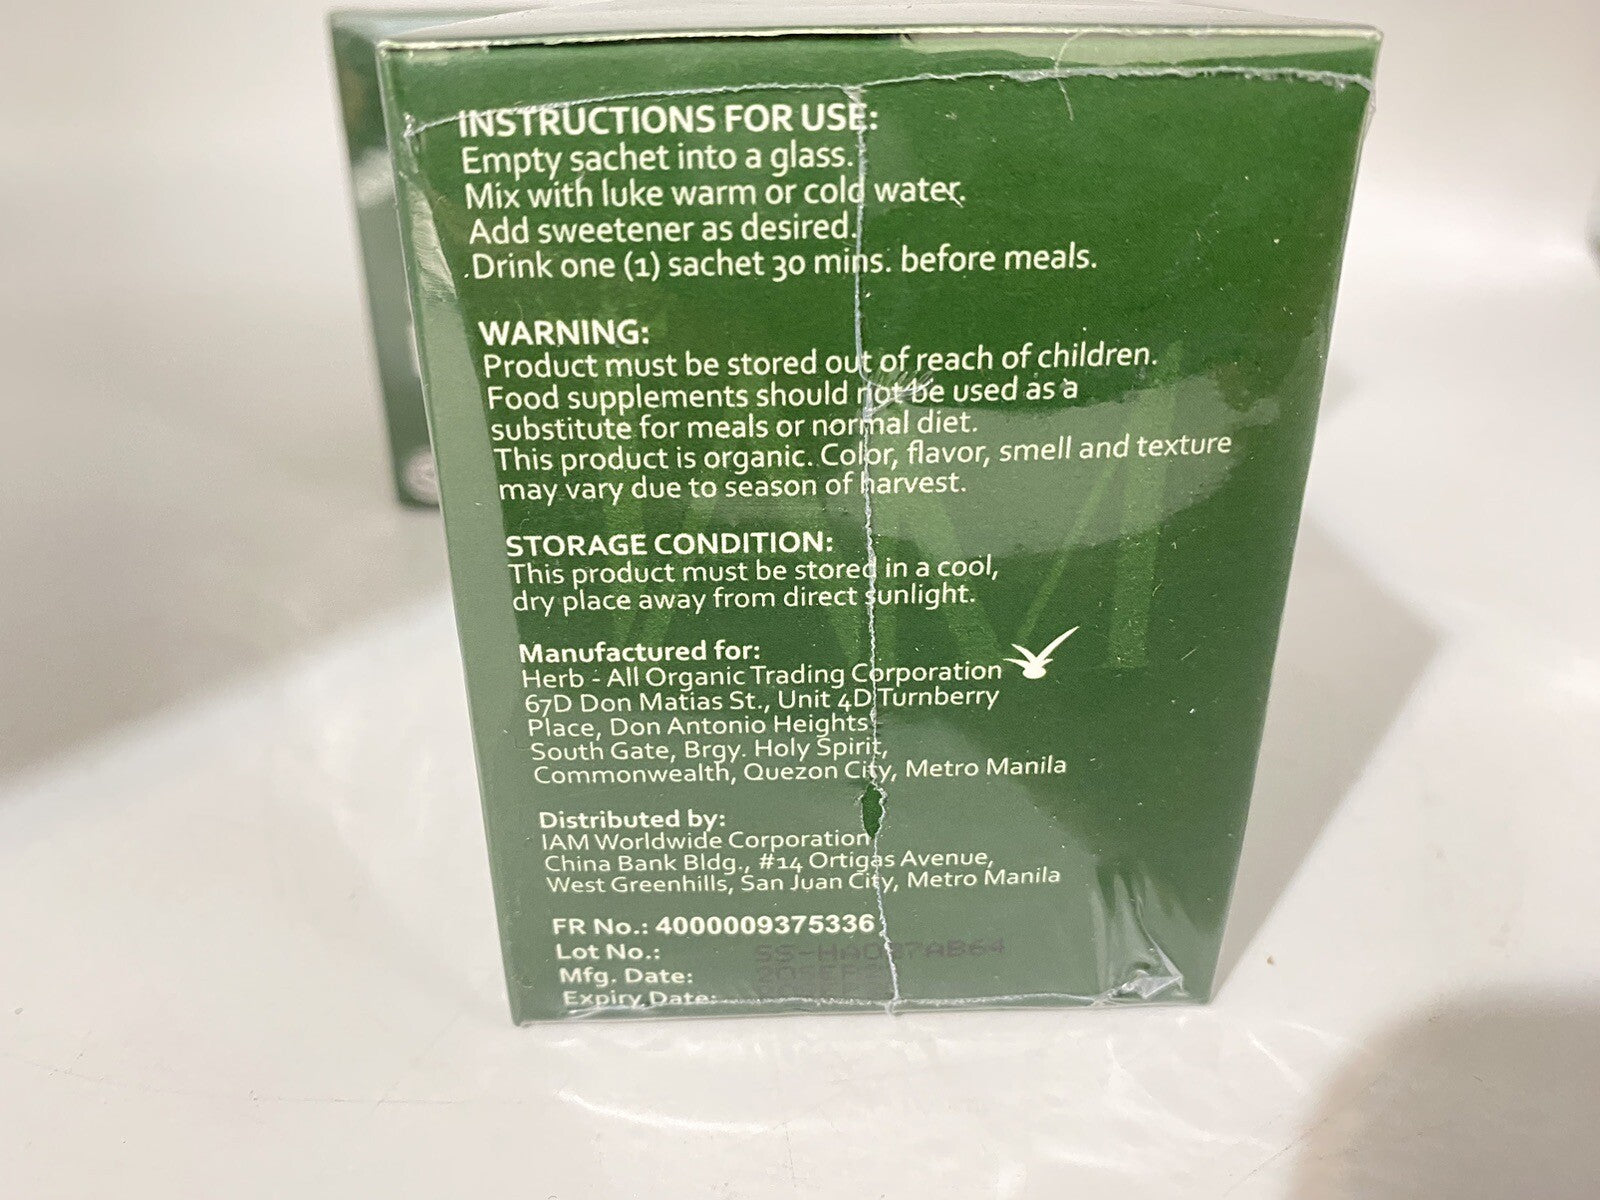 INSTRUCTIONS FOR USE:
Empty sachet into a glass.
Mix with luke warm or cold water.
Add sweetener as desired.
Drink one (1) sachet 30 mins. before meals.
WARNING:
Product must be stored out of reach of children.
Food supplements should not be used as a
substitute for meals or normal diet.
This product is organic. Color, flavor, smell and texture
may vary due to season of harvest.
STORAGE CONDITION:
This product must be stored in a cool,
dry place away from direct sunlight.
Manufactured for:
Herb - All Organic Trading Corporation
67D Don Matias St., Unit 4D Turnberry
Place, Don Antonio Heights
South Gate, Brgy. Holy Spirit,
Commonwealth, Quezon City, Metro Manila
Distributed by:
IAM Worldwide Corporation
China Bank Bldg., #14 Ortigas Avenue,
West Greenhills, San Juan City, Metro Manila
FR No.: 4000009375336
Lot No.:
Mfg. Date:
Expiry Date: